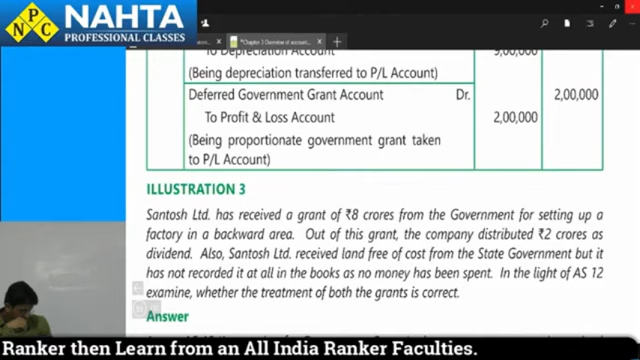 NPC
NAHTA
PROFESSIONAL CLASSES
*Chapter 3 Overview of account...
To Depreciation Account 9,00,000
(Being depreciation transferred to P/L Account)
Deferred Government Grant Account Dr. 2,00,000
To Profit & Loss Account 2,00,000
(Being proportionate government grant taken
to P/L Account)
ILLUSTRATION 3
Santosh Ltd. has received a grant of ₹8 crores from the Government for setting up a
factory in a backward area. Out of this grant, the company distributed ₹2 crores as
dividend. Also, Santosh Ltd. received land free of cost from the State Government but it
has not recorded it at all in the books as no money has been spent. In the light of AS 12
examine, whether the treatment of both the grants is correct.
Answer
Ranker then Learn from an All India Ranker Faculties.